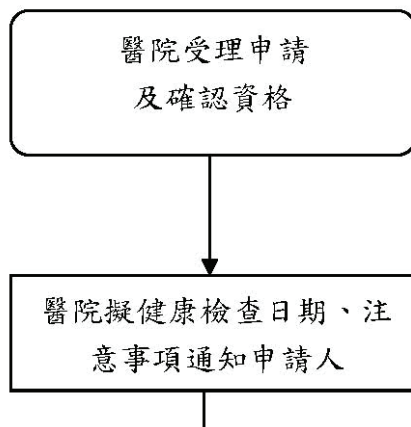 醫院受理申請
及確認資格
醫院擬健康檢查日期、注
意事項通知申請人